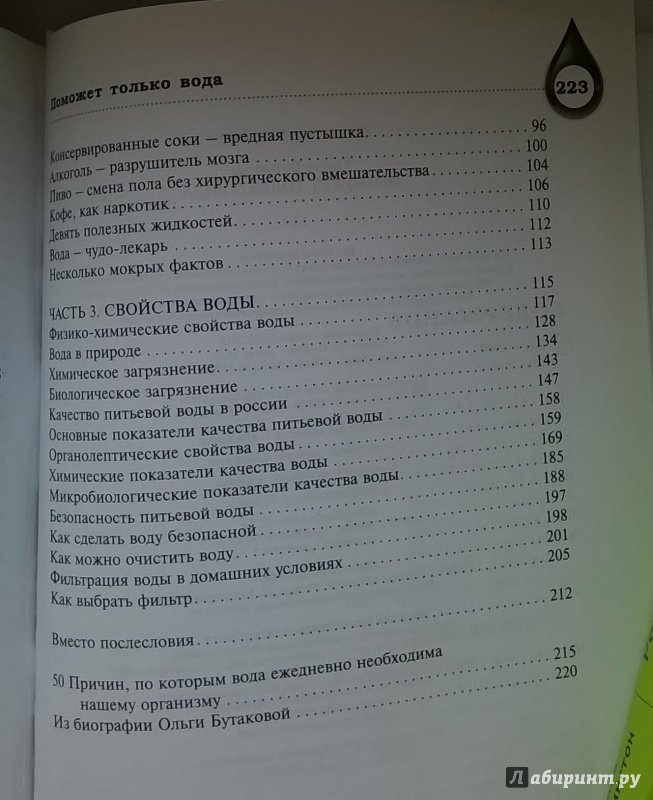 Поможет только вода
223
Консервированные соки – вредная пустышка. 96
Алкоголь – разрушитель мозга 100
Пиво – смена пола без хирургического вмешательства. 104
Кофе, как наркотик. 106
Девять полезных жидкостей. 110
Вода – чудо-лекарь 112
Несколько мокрых фактов 113
ЧАСТЬ 3. СВОЙСТВА ВОДЫ. 115
Физико-химические свойства воды 117
Вода в природе 128
Химическое загрязнение. 134
Биологическое загрязнение 143
Качество питьевой воды в россии 147
Основные показатели качества питьевой воды 158
Органолептические свойства воды 159
Химические показатели качества воды 169
Микробиологические показатели качества воды. 185
Безопасность питьевой воды 188
Как сделать воду безопасной 197
Как можно очистить воду. 198
Фильтрация воды в домашних условиях 201
Как выбрать фильтр. 205
Вместо послесловия. 212
50 Причин, по которым вода ежедневно необходима
нашему организму 215
Из биографии Ольги Бутаковой 220
Лабиринт.ру